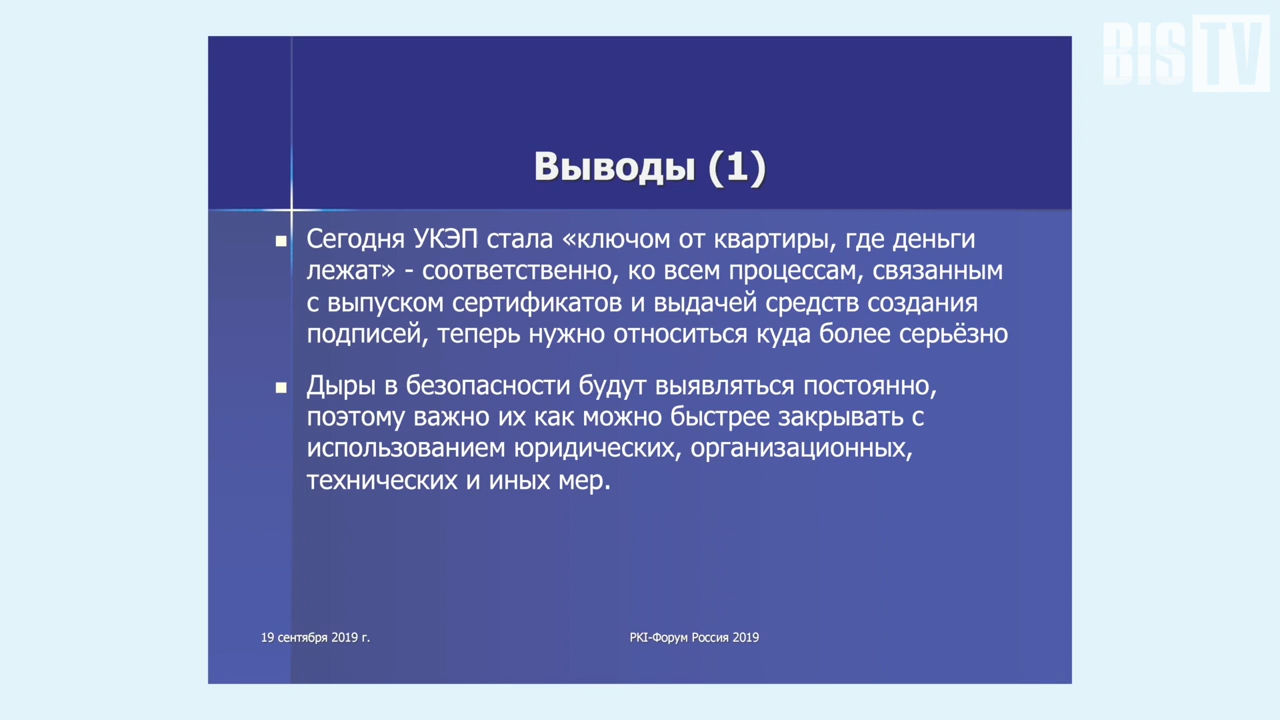 BIS TV
Выводы (1)
Сегодня УКЭП стала «ключом от квартиры, где деньги
лежат» - соответственно, ко всем процессам, связанным
с выпуском сертификатов и выдачей средств создания
подписей, теперь нужно относиться куда более серьёзно
Дыры в безопасности будут выявляться постоянно,
поэтому важно их как можно быстрее закрывать с
использованием юридических, организационных,
технических и иных мер.
19 сентября 2019 г.
PKI-Форум Россия 2019